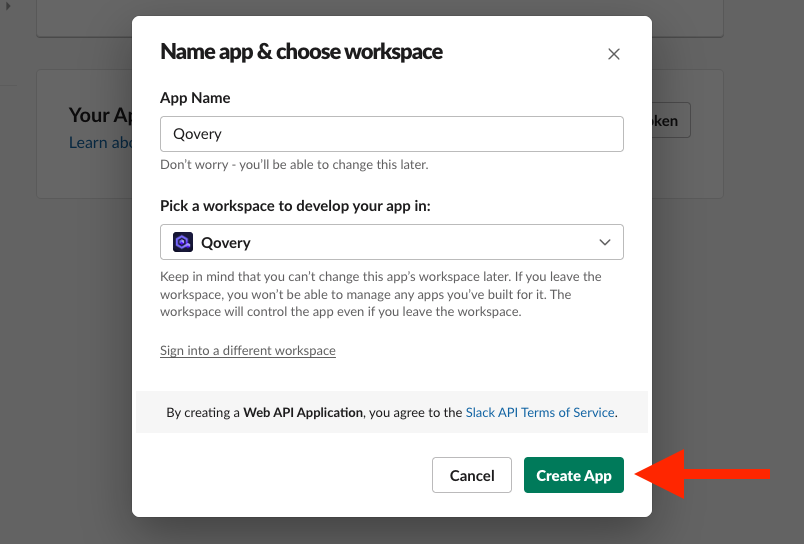 Name app & choose workspace
App Name
Qovery
Don't worry - you'll be able to change this later.
Pick a workspace to develop your app in:
Qovery
Keep in mind that you can't change this app's workspace later. If you leave the
workspace, you won't be able to manage any apps you've built for it. The
workspace will control the app even if you leave the workspace.
Sign into a different workspace
By creating a Web API Application, you agree to the Slack API Terms of Service.
Cancel
Create App
Your Ap
Learn abo
ken